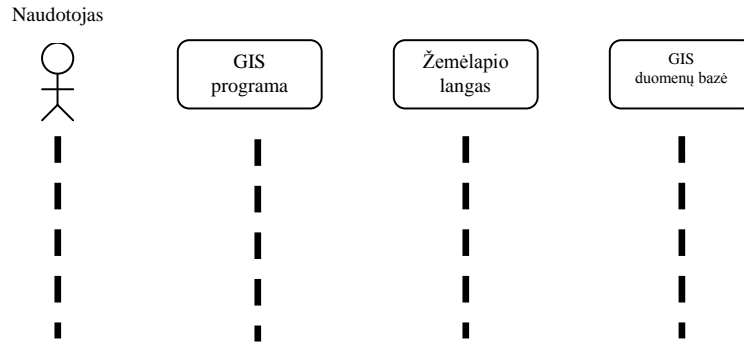 Naudotojas
GIS
programa
Žemėlapio
langas
GIS
duomenų bazė